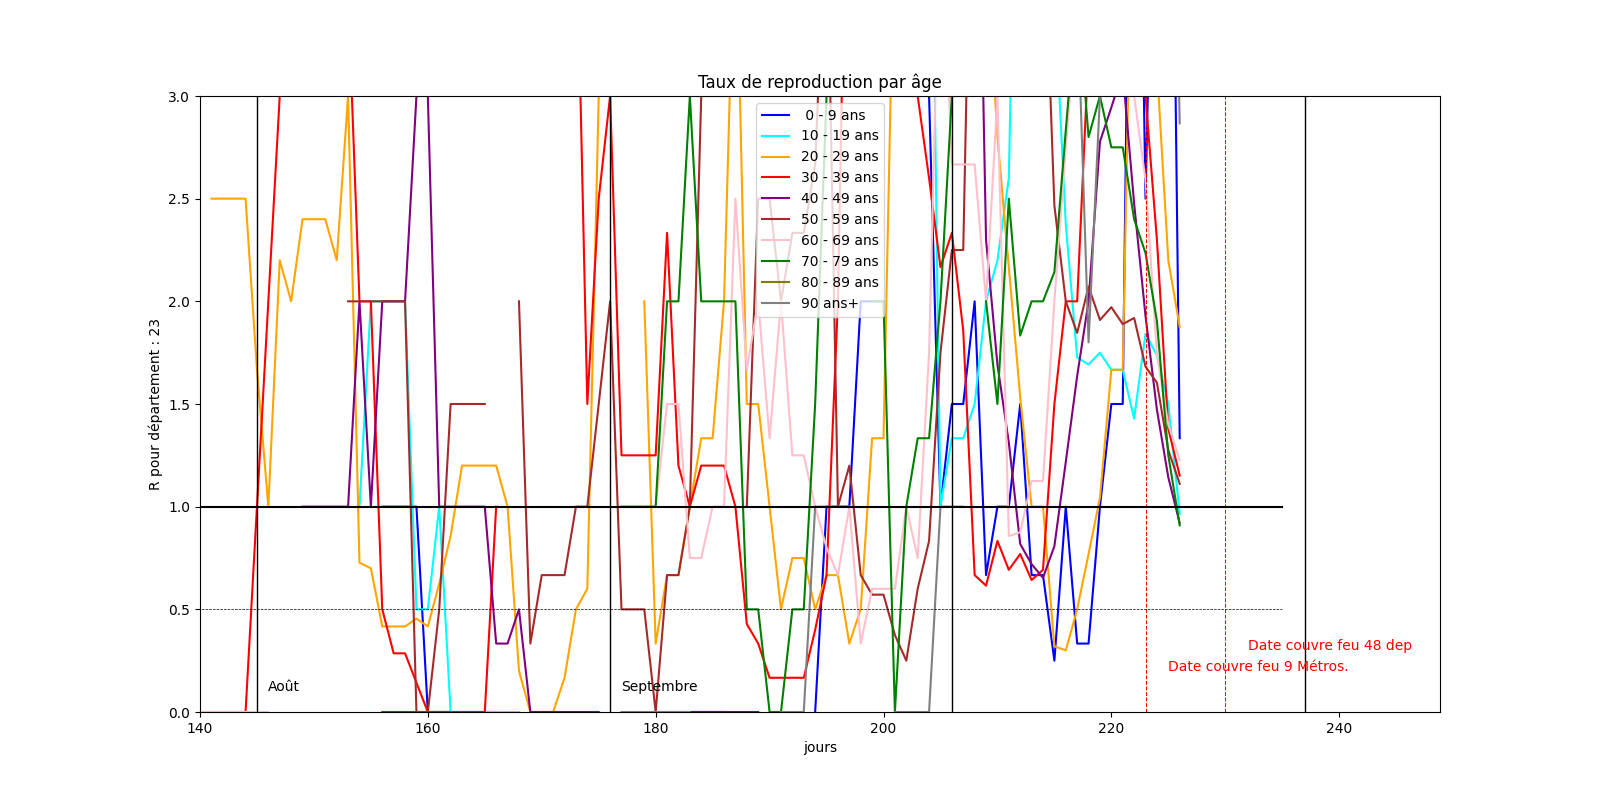 Taux de reproduction par âge
3.0
2.5
2.0
1.5
1.0
0.5
0.0
R pour département : 23
0 - 9 ans
10 - 19 ans
20 - 29 ans
30 - 39 ans
40 - 49 ans
50 - 59 ans
60 - 69 ans
70 - 79 ans
80 - 89 ans
90 ans+
Date couvre feu 48 dep
Date couvre feu 9 Métros.
Août
Septembre
140
160
180
200
220
240
jours